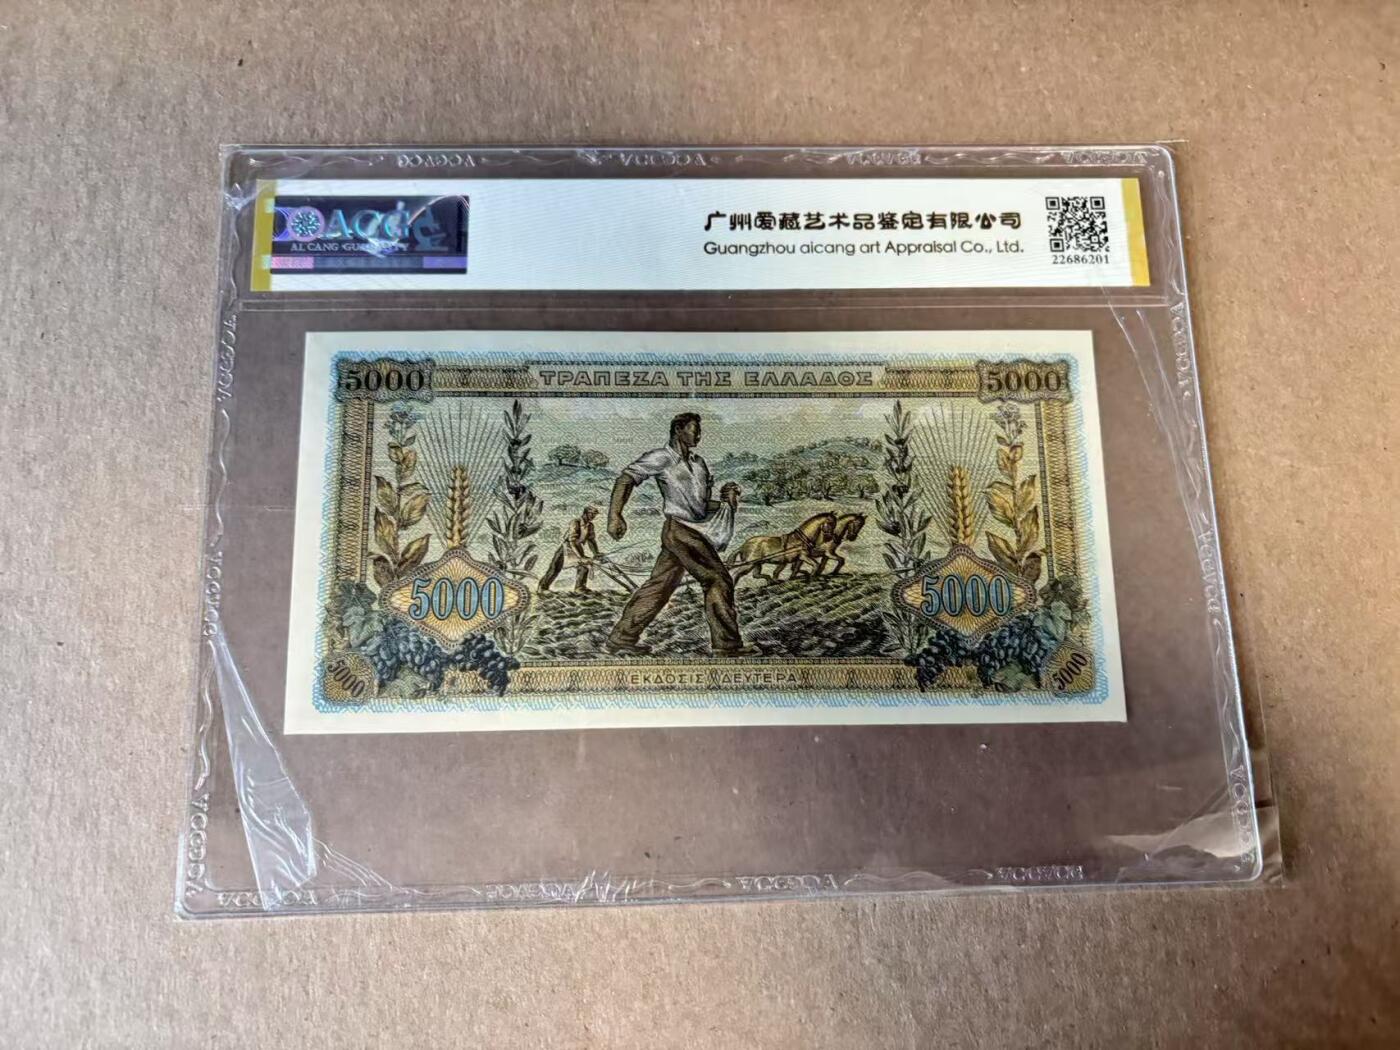 ACG
广州爱藏艺术品鉴定有限公司
Guangzhou aicang art Appraisal Co., Ltd.
22686201
5000 ΤΡΑΠΕΖΑ ΤΗΣ ΕΛΛΑΔΟΣ 5000
5000 5000
5000 ΕΚΔΟΣΙΣ ΔΕΥΤΕΡΑ 5000